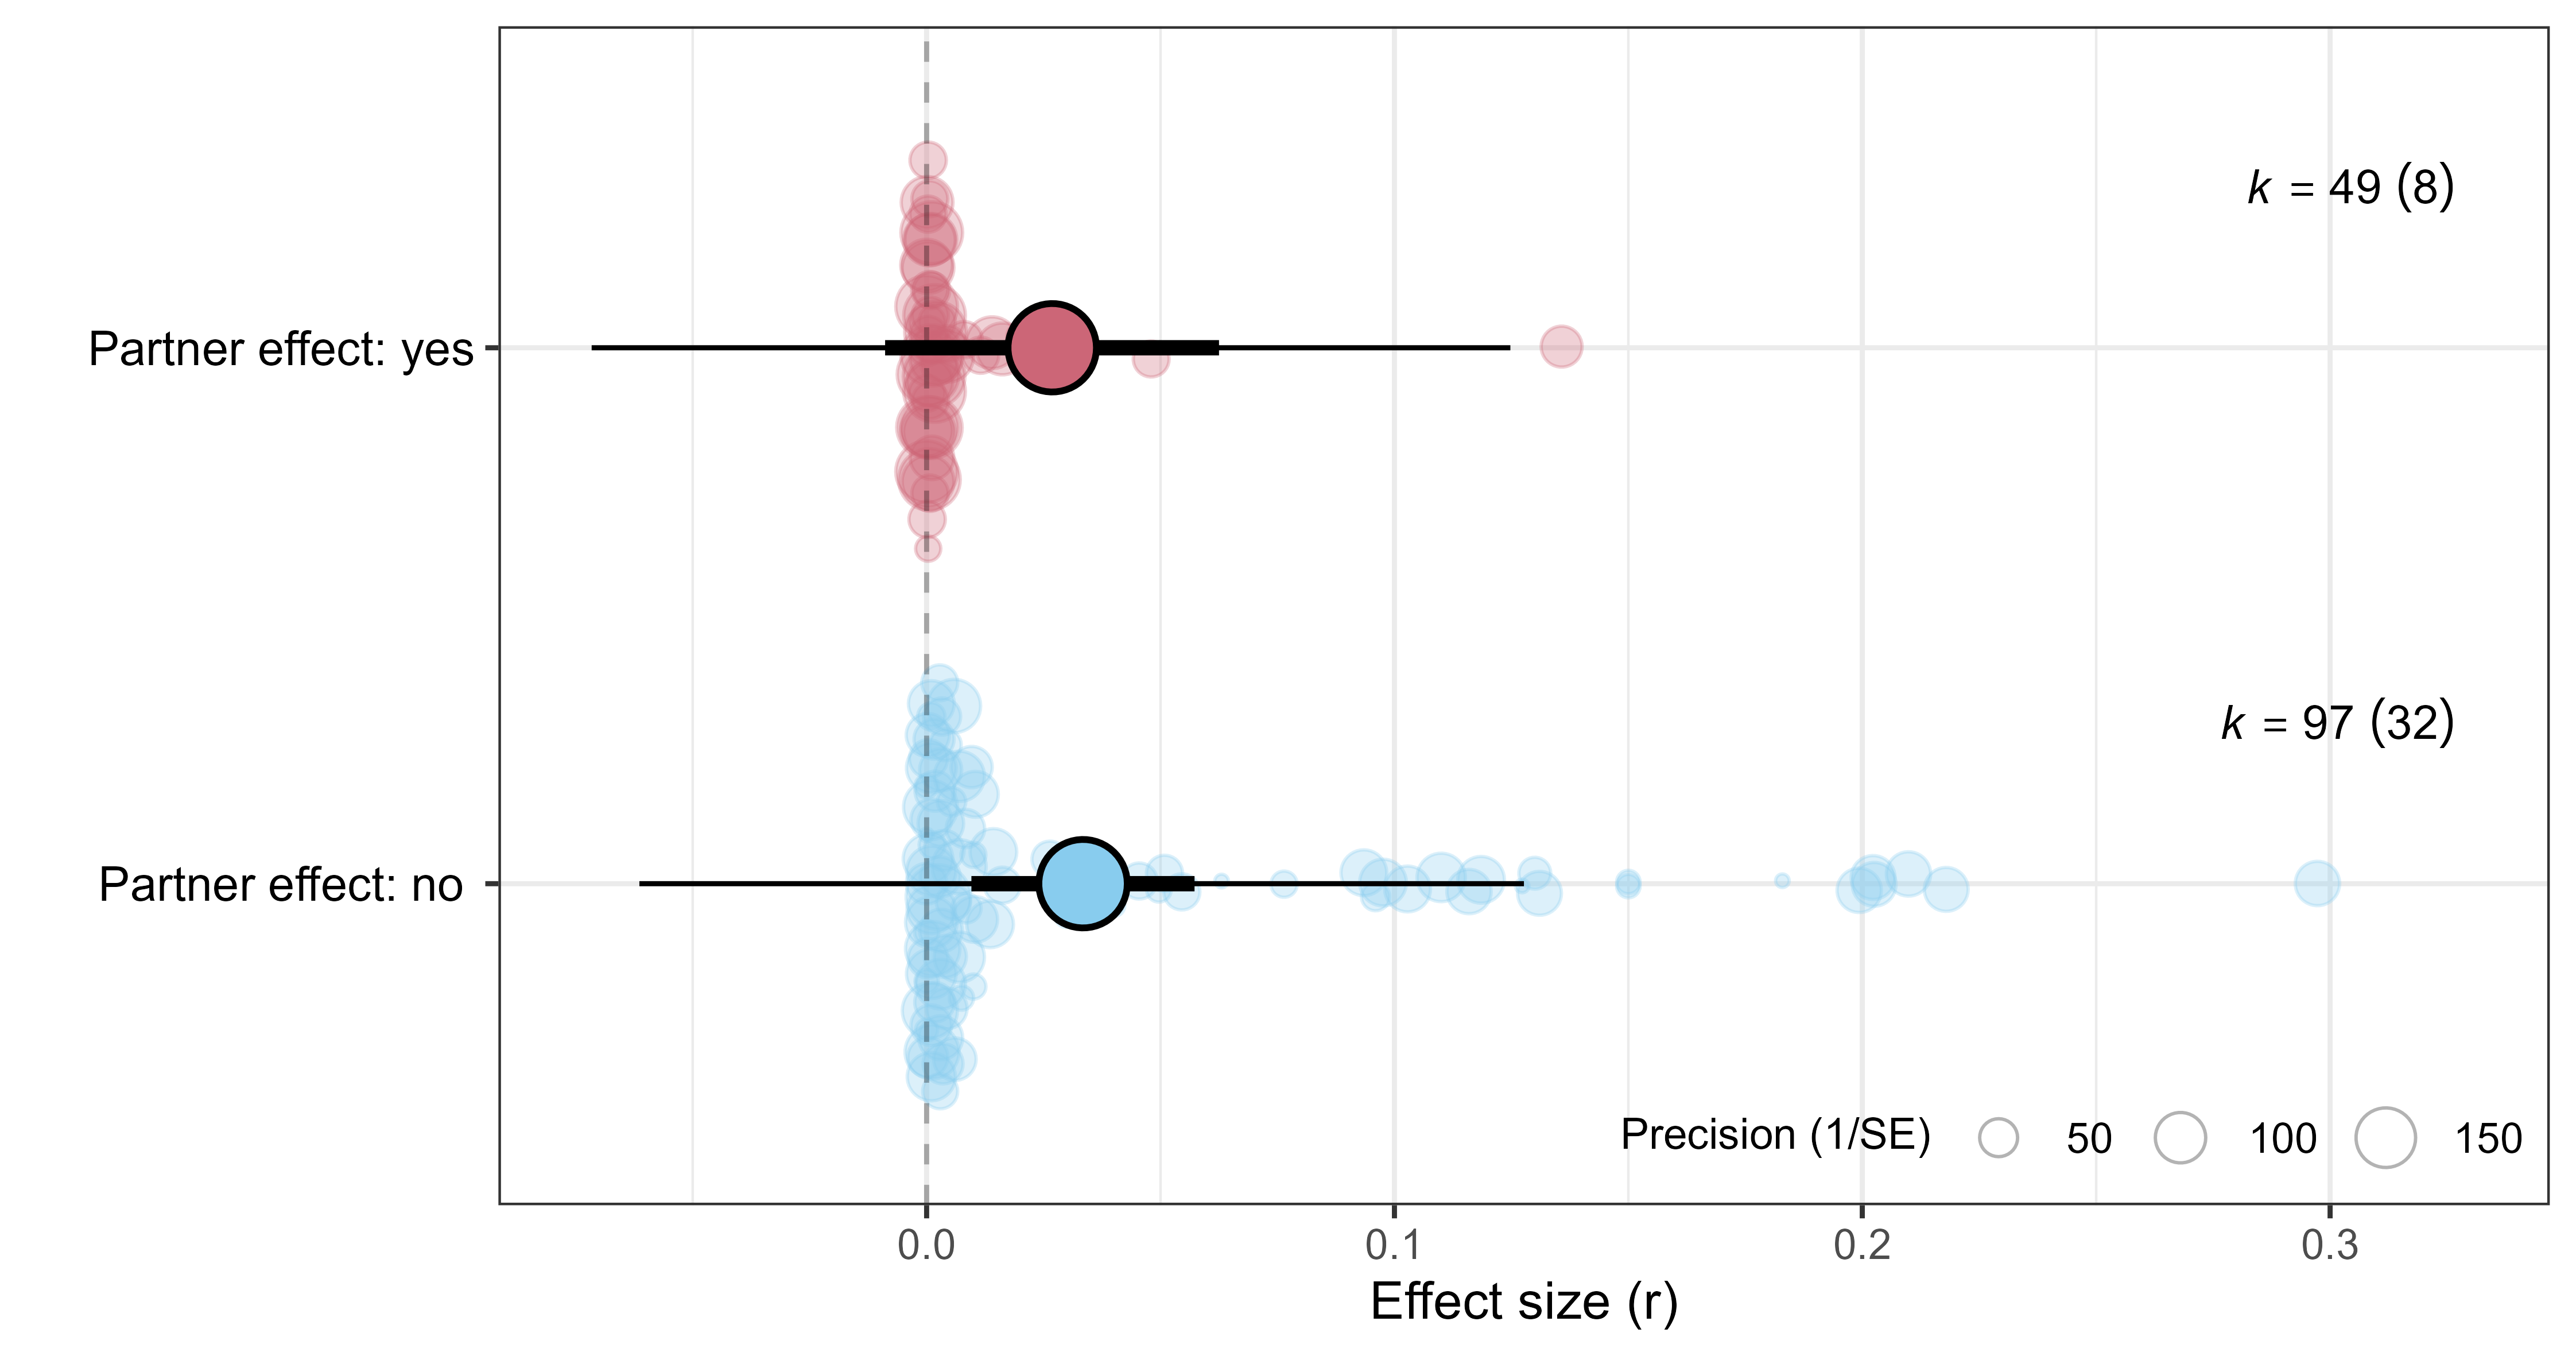 k = 49 (8)
Partner effect: yes
k = 97 (32)
Partner effect: no
Precision (1/SE) 50 100 150
0.0 0.1 0.2 0.3
Effect size (r)